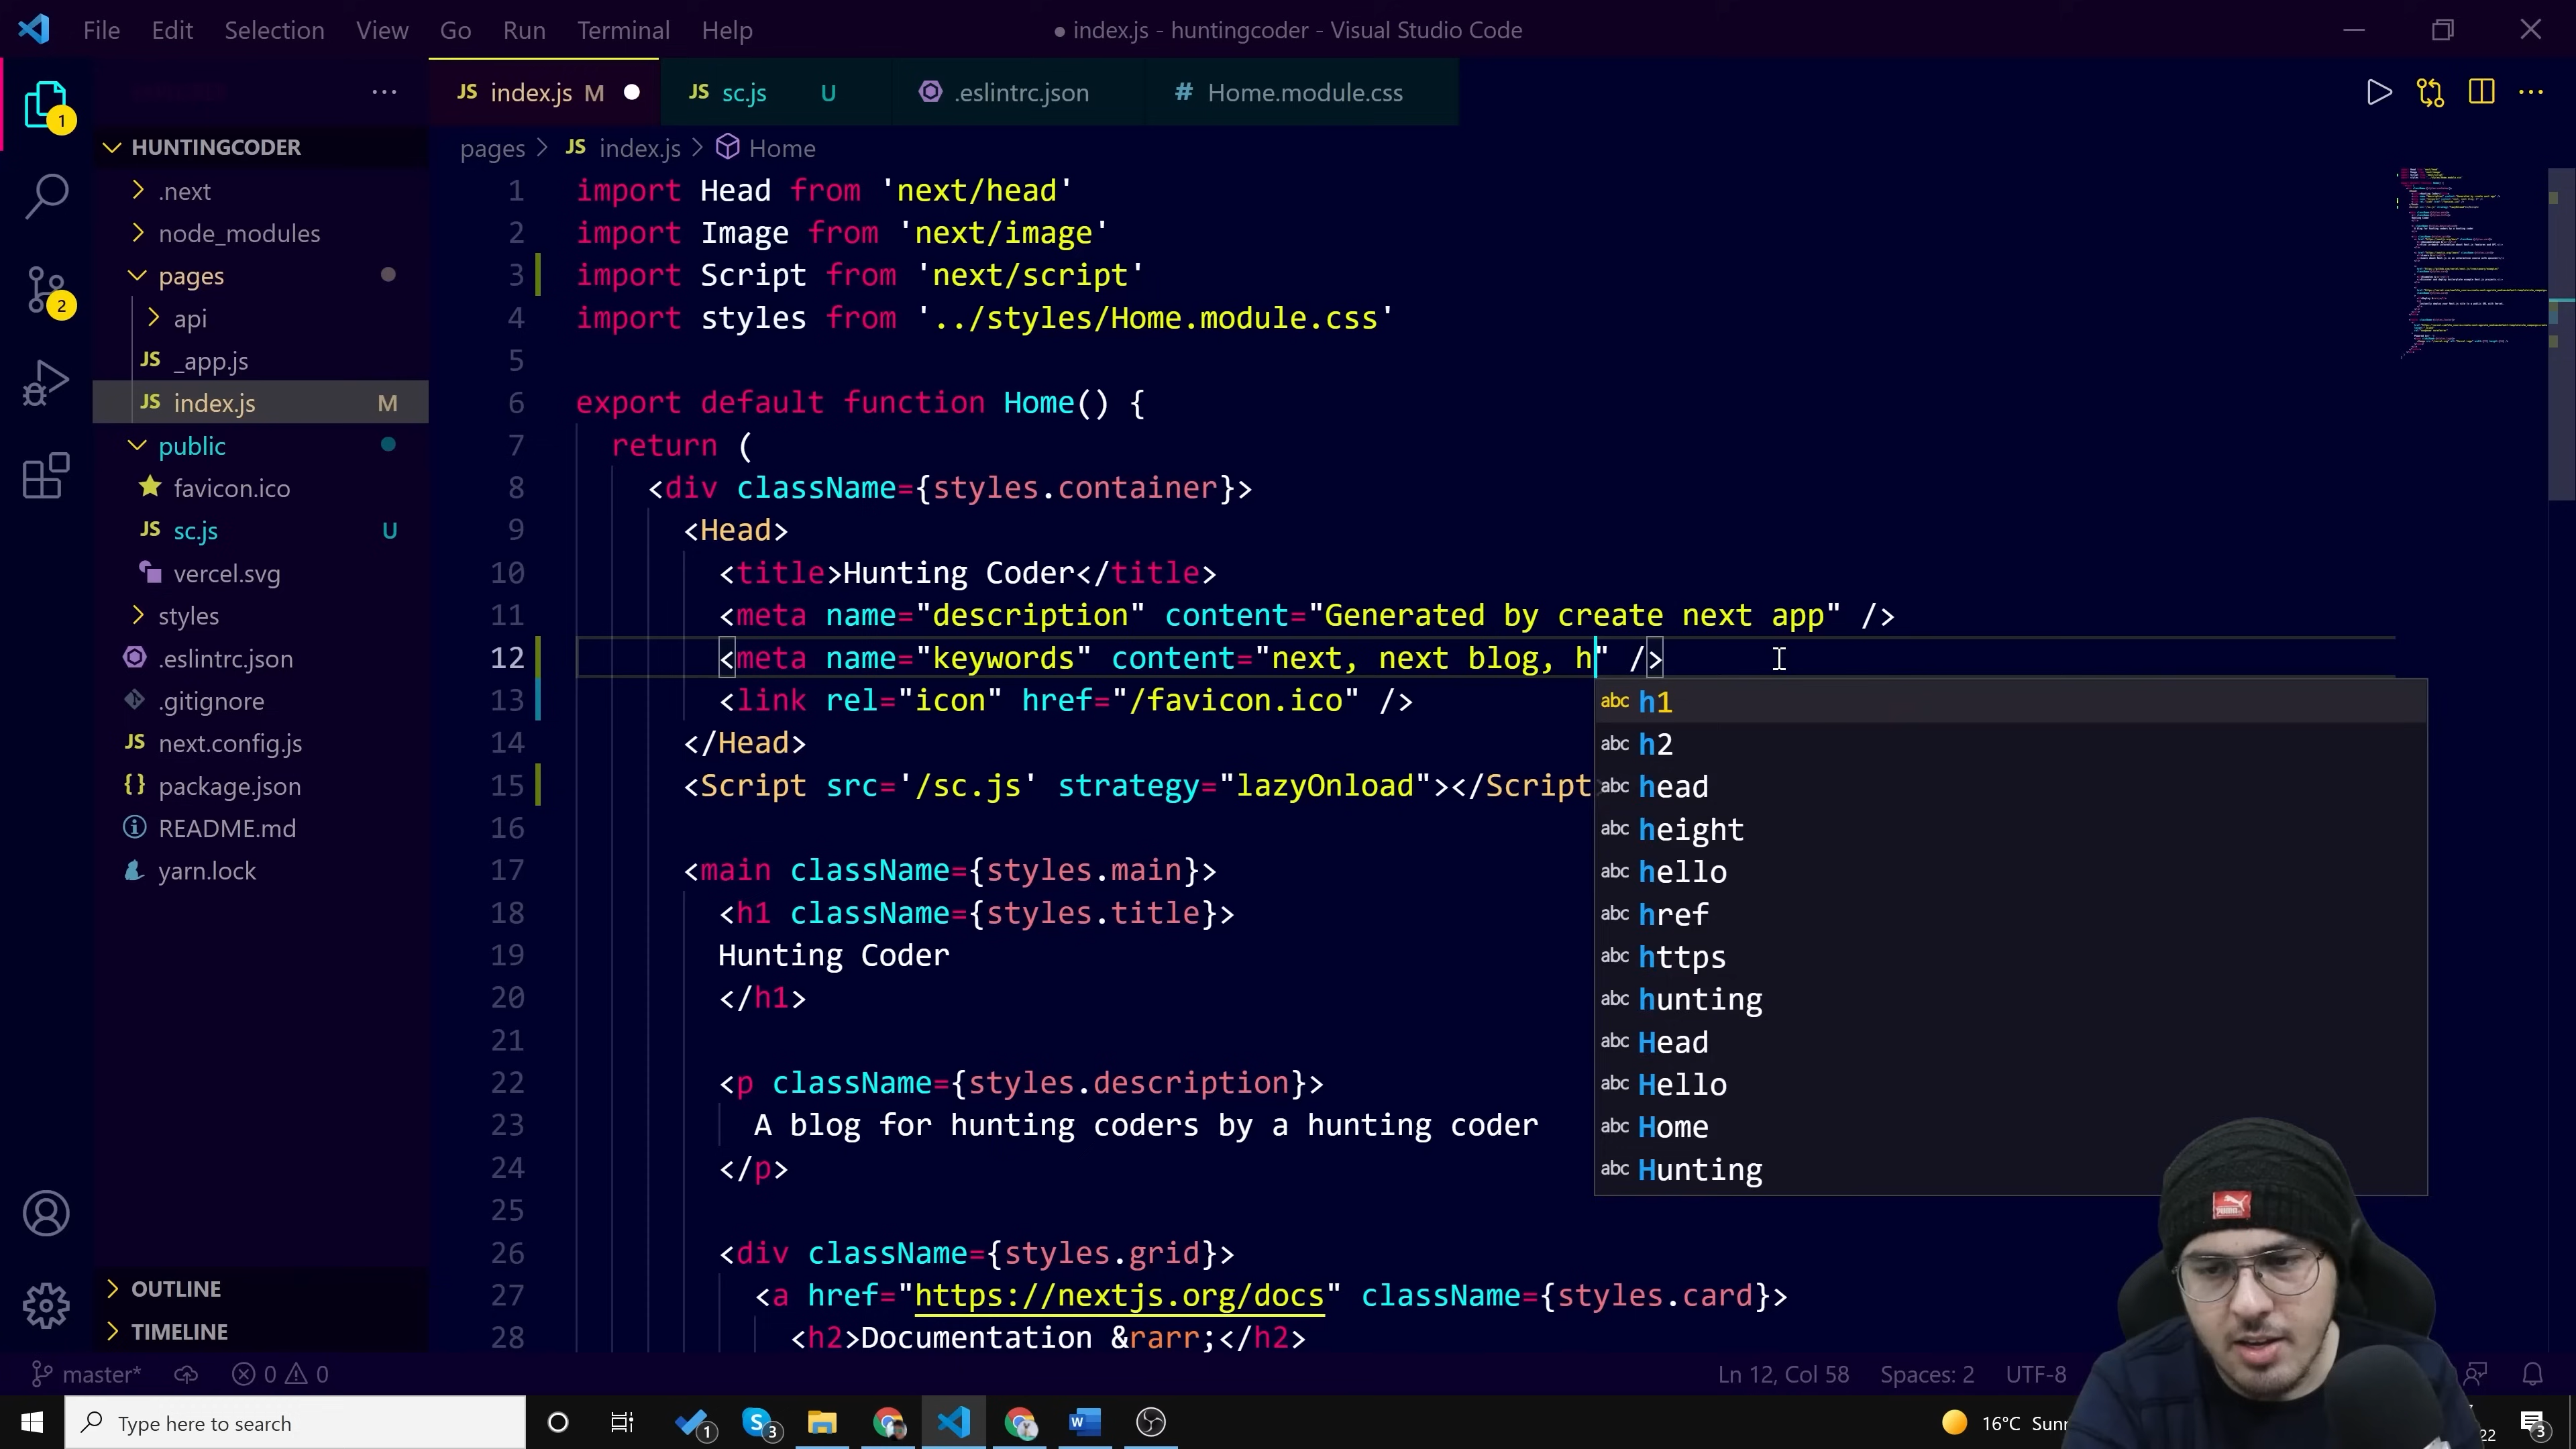 File Edit Selection View Go Run Terminal Help
● index.js - huntingcoder - Visual Studio Code
JS index.js M
JS sc.js U
.eslintrc.json
# Home.module.css
1
2
HUNTINGCODER
.next
node_modules
pages
api
JS _app.js
JS index.js M
public
favicon.ico
JS sc.js U
vercel.svg
styles
.eslintrc.json
.gitignore
JS next.config.js
{} package.json
README.md
yarn.lock
OUTLINE
TIMELINE
pages > JS index.js > Home
1 import Head from 'next/head'
2 import Image from 'next/image'
3 import Script from 'next/script'
4 import styles from '../styles/Home.module.css'
5
6 export default function Home() {
7 return (
8 <div className={styles.container}>
9 <Head>
10 <title>Hunting Coder</title>
11 <meta name="description" content="Generated by create next app" />
12 <meta name="keywords" content="next, next blog, h" />
13 <link rel="icon" href="/favicon.ico" />
14 </Head>
15 <Script src='/sc.js' strategy="lazyOnload"></Script
16
17 <main className={styles.main}>
18 <h1 className={styles.title}>
19 Hunting Coder
20 </h1>
21
22 <p className={styles.description}>
23 A blog for hunting coders by a hunting coder
24 </p>
25
26 <div className={styles.grid}>
27 <a href="https://nextjs.org/docs" className={styles.card}>
28 <h2>Documentation &rarr;</h2>
abc h1
abc h2
abc head
abc height
abc hello
abc href
abc https
abc hunting
abc Head
abc Hello
abc Home
abc Hunting
master* 0 0
Ln 12, Col 58 Spaces: 2 UTF-8
Type here to search
1
3
16°C
22
3